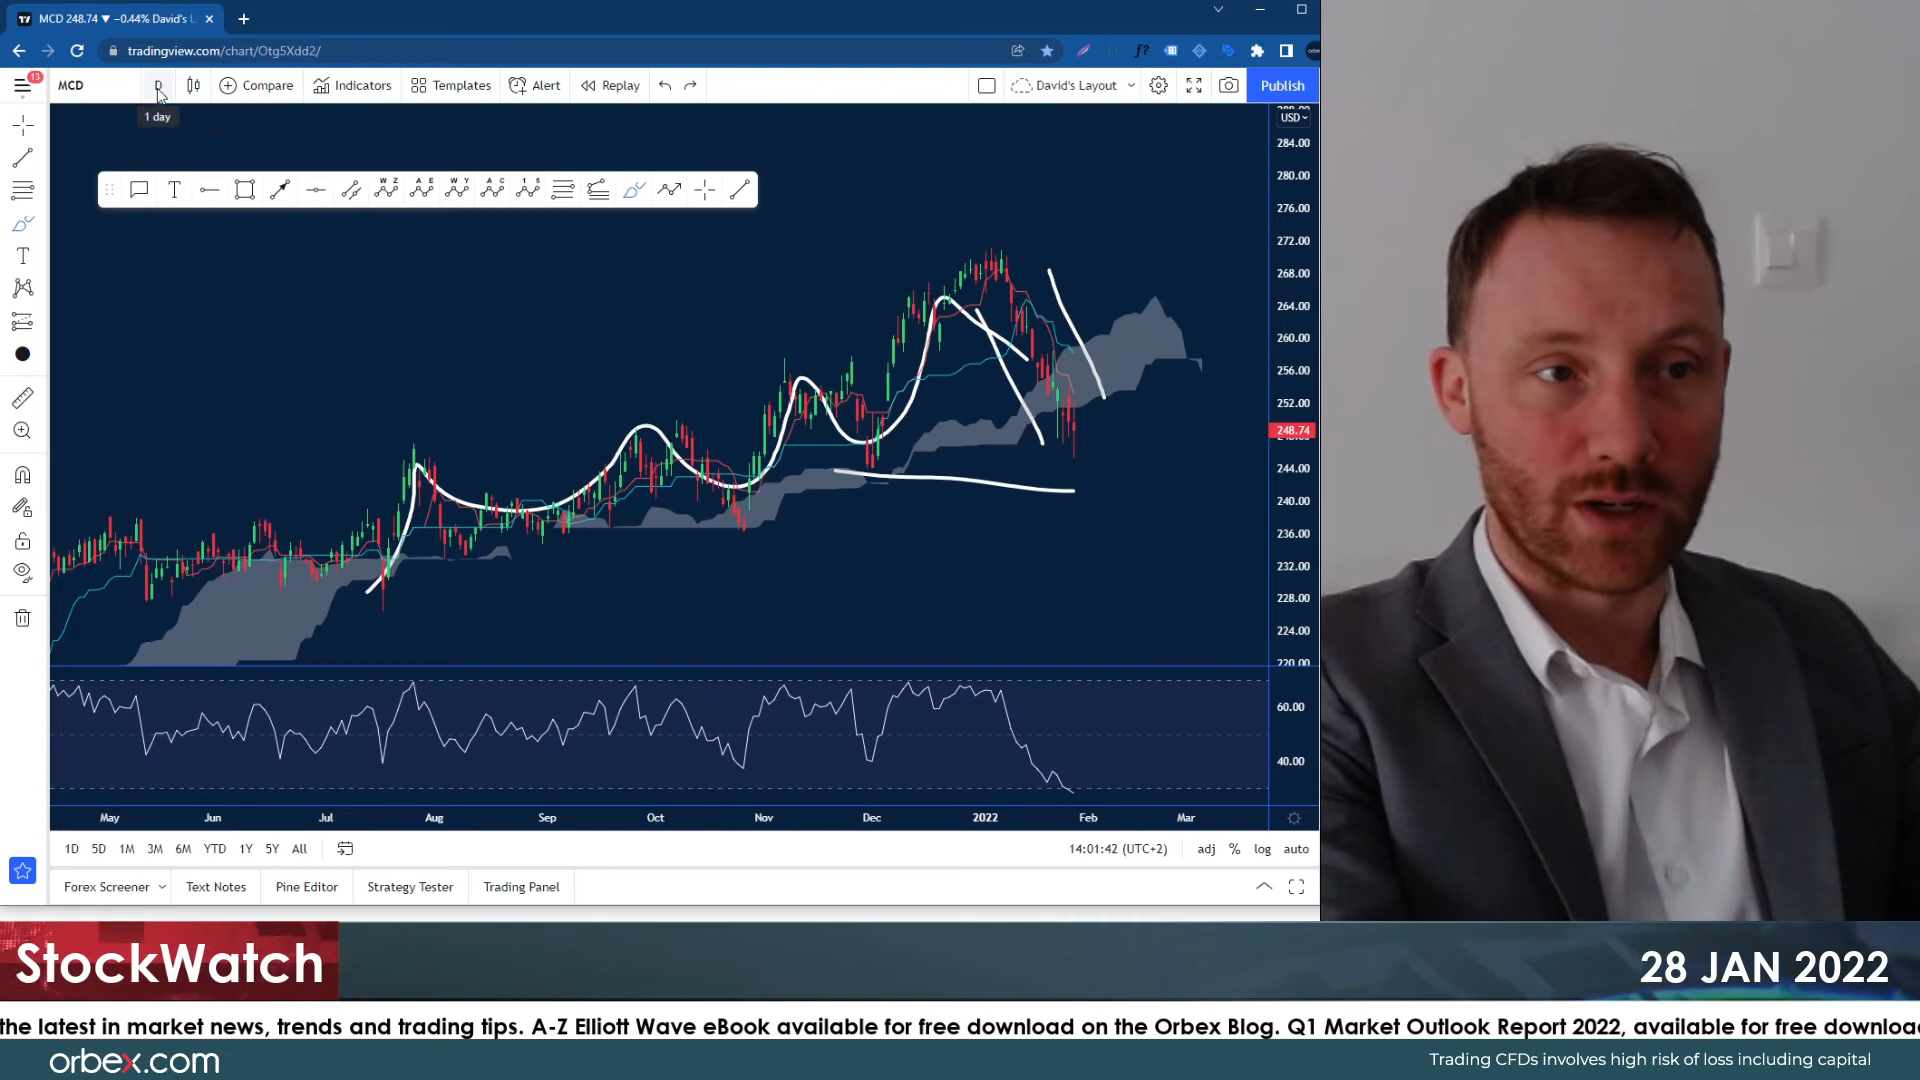 MCD 248.74 ▼ −0.44% David's L
tradingview.com/chart/Otg5Xdd2/
13
MCD
D
Compare
Indicators
Templates
Alert
Replay
David's Layout
Publish
1 day
USD
284.00
280.00
276.00
272.00
268.00
264.00
260.00
256.00
252.00
248.74
244.00
240.00
236.00
232.00
228.00
224.00
220.00
60.00
40.00
T
W Z
A E
W Y
A C
1 5
T
May Jun Jul Aug Sep Oct Nov Dec 2022 Feb Mar
1D 5D 1M 3M 6M YTD 1Y 5Y All
14:01:42 (UTC+2)
adj % log auto
Forex Screener
Text Notes
Pine Editor
Strategy Tester
Trading Panel
StockWatch
28 JAN 2022
the latest in market news, trends and trading tips. A-Z Elliott Wave eBook available for free download on the Orbex Blog. Q1 Market Outlook Report 2022, available for free downloa
orbex.com
Trading CFDs involves high risk of loss including capital